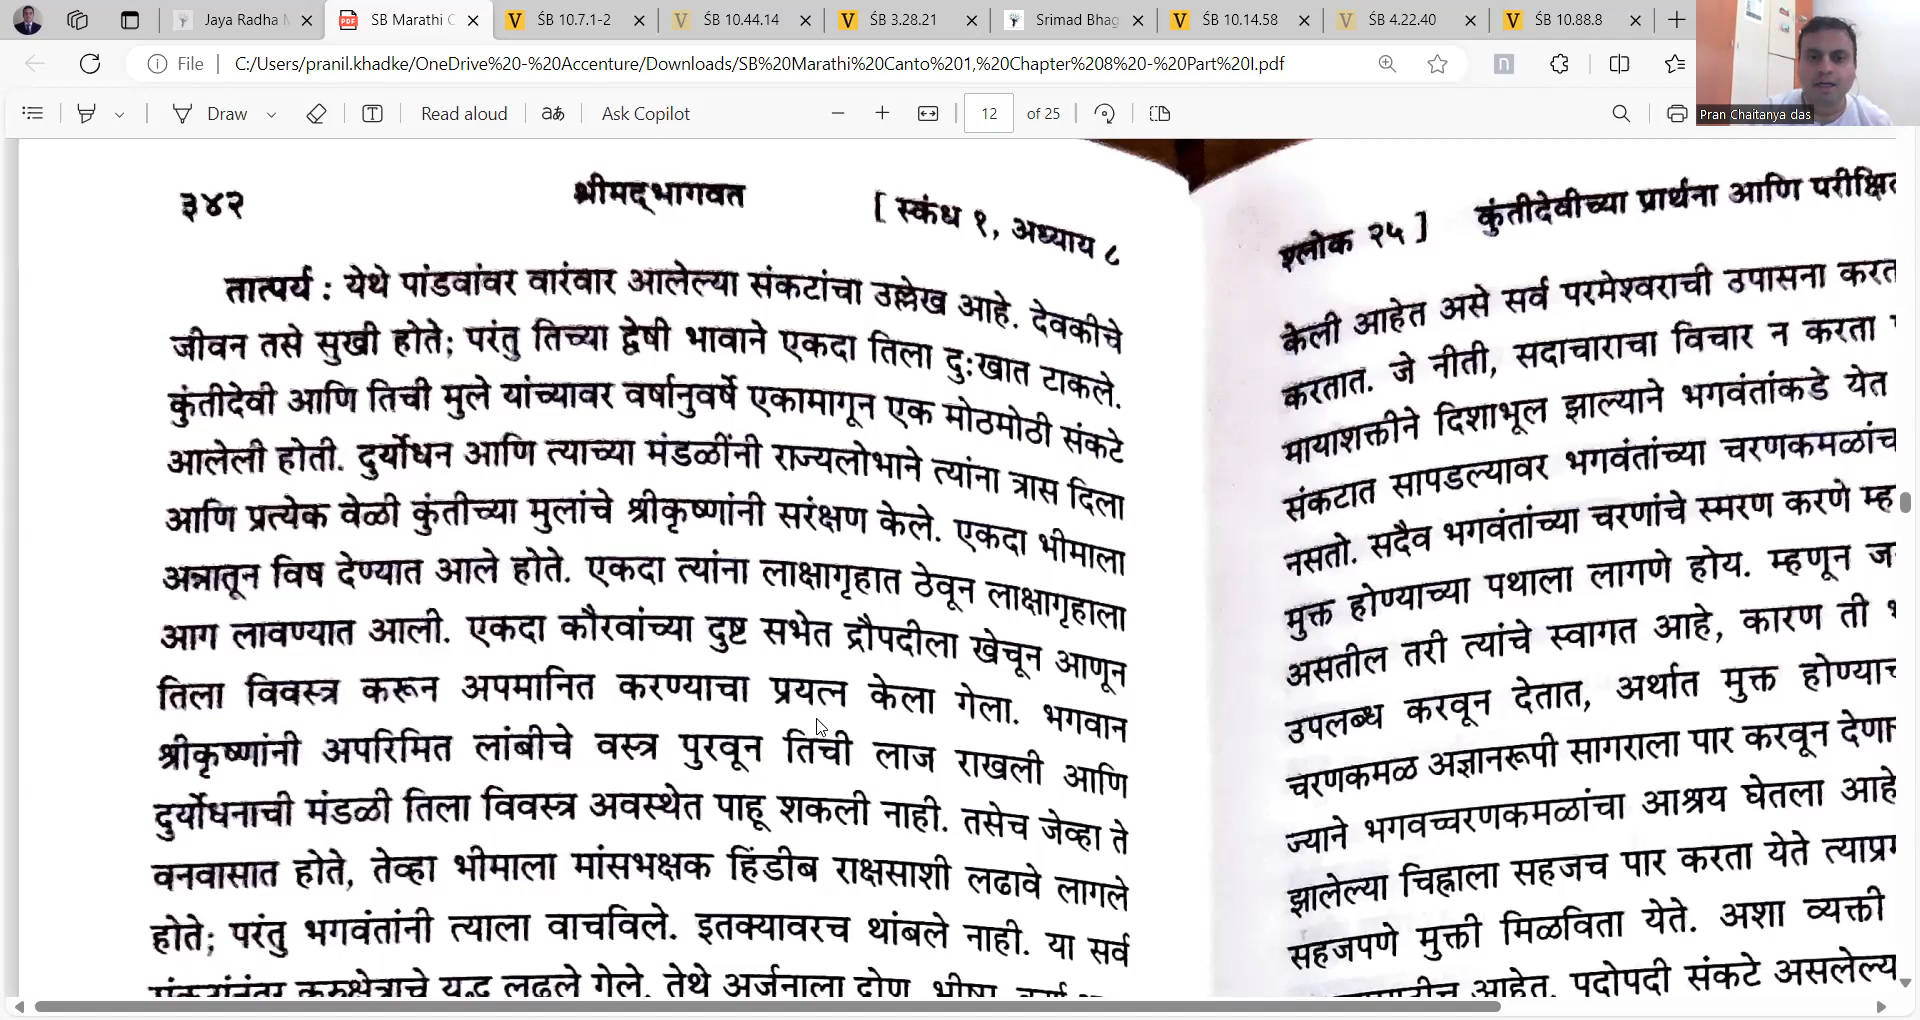 Jaya Radha M
SB Marathi C
ŚB 10.7.1-2
ŚB 10.44.14
ŚB 3.28.21
Srimad Bhag
ŚB 10.14.58
ŚB 4.22.40
ŚB 10.88.8
File
C:/Users/pranil.khadke/OneDrive%20-%20Accenture/Downloads/SB%20Marathi%20Canto%201,%20Chapter%208%20-%20Part%20I.pdf
Draw
Read aloud
Ask Copilot
12 of 25
Pran Chaitanya das
३४२ श्रीमद्भागवत [ स्कंध १, अध्याय ८
तात्पर्य : येथे पांडवांवर वारंवार आलेल्या संकटांचा उल्लेख आहे. देवकीचे
जीवन तसे सुखी होते; परंतु तिच्या द्वेषी भावाने एकदा तिला दुःखात टाकले.
कुंतीदेवी आणि तिची मुले यांच्यावर वर्षानुवर्षे एकामागून एक मोठमोठी संकटे
आलेली होती. दुर्योधन आणि त्याच्या मंडळींनी राज्यलोभाने त्यांना त्रास दिला
आणि प्रत्येक वेळी कुंतीच्या मुलांचे श्रीकृष्णांनी सरंक्षण केले. एकदा भीमाला
अन्नातून विष देण्यात आले होते. एकदा त्यांना लाक्षागृहात ठेवून लाक्षागृहाला
आग लावण्यात आली. एकदा कौरवांच्या दुष्ट सभेत द्रौपदीला खेचून आणून
तिला विवस्त्र करून अपमानित करण्याचा प्रयत्न केला गेला. भगवान
श्रीकृष्णांनी अपरिमित लांबीचे वस्त्र पुरवून तिची लाज राखली आणि
दुर्योधनाची मंडळी तिला विवस्त्र अवस्थेत पाहू शकली नाही. तसेच जेव्हा ते
वनवासात होते, तेव्हा भीमाला मांसभक्षक हिंडीब राक्षसाशी लढावे लागले
होते; परंतु भगवंतांनी त्याला वाचविले. इतक्यावरच थांबले नाही. या सर्व
संकटांनंतर कुरुक्षेत्राचे युद्ध लढले गेले. तेथे अर्जुनाला द्रोण, भीष्म,
श्लोक २५ ] कुंतीदेवीच्या प्रार्थना आणि परीक्षित
केली आहेत असे सर्व परमेश्वराची उपासना करत
करतात. जे नीती, सदाचाराचा विचार न करता
मायाशक्तीने दिशाभूल झाल्याने भगवंतांकडे येत
संकटात सापडल्यावर भगवंतांच्या चरणकमळांच
नसतो. सदैव भगवंतांच्या चरणांचे स्मरण करणे म्ह
मुक्त होण्याच्या पथाला लागणे होय. म्हणून ज
असतील तरी त्यांचे स्वागत आहे, कारण ती
उपलब्ध करवून देतात, अर्थात मुक्त होण्याच
चरणकमळ अज्ञानरूपी सागराला पार करवून देणा
ज्याने भगवच्चरणकमळांचा आश्रय घेतला आहे
झालेल्या चिह्नाला सहजच पार करता येते त्याप्र
सहजपणे मुक्ती मिळविता येते. अशा व्यक्ती
आहेत. पदोपदी संकटे असलेल्य